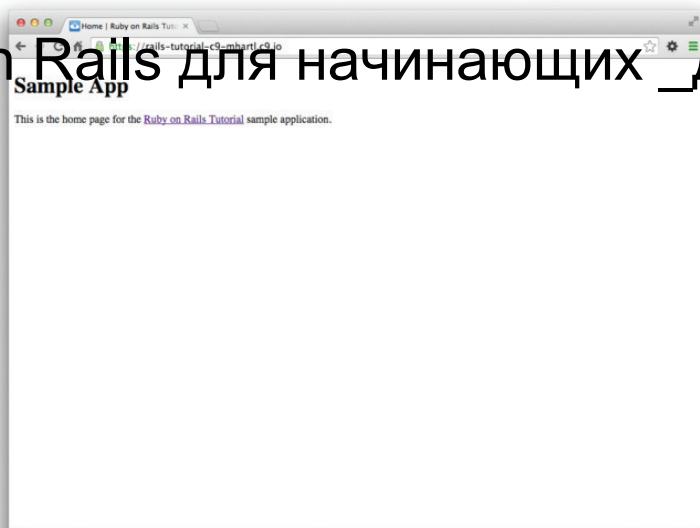 Home | Ruby on Rails Tut
https://rails-tutorial-c9-mhartl.c9.io
n Rails для начинающих _
Sample App
This is the home page for the Ruby on Rails Tutorial sample application.